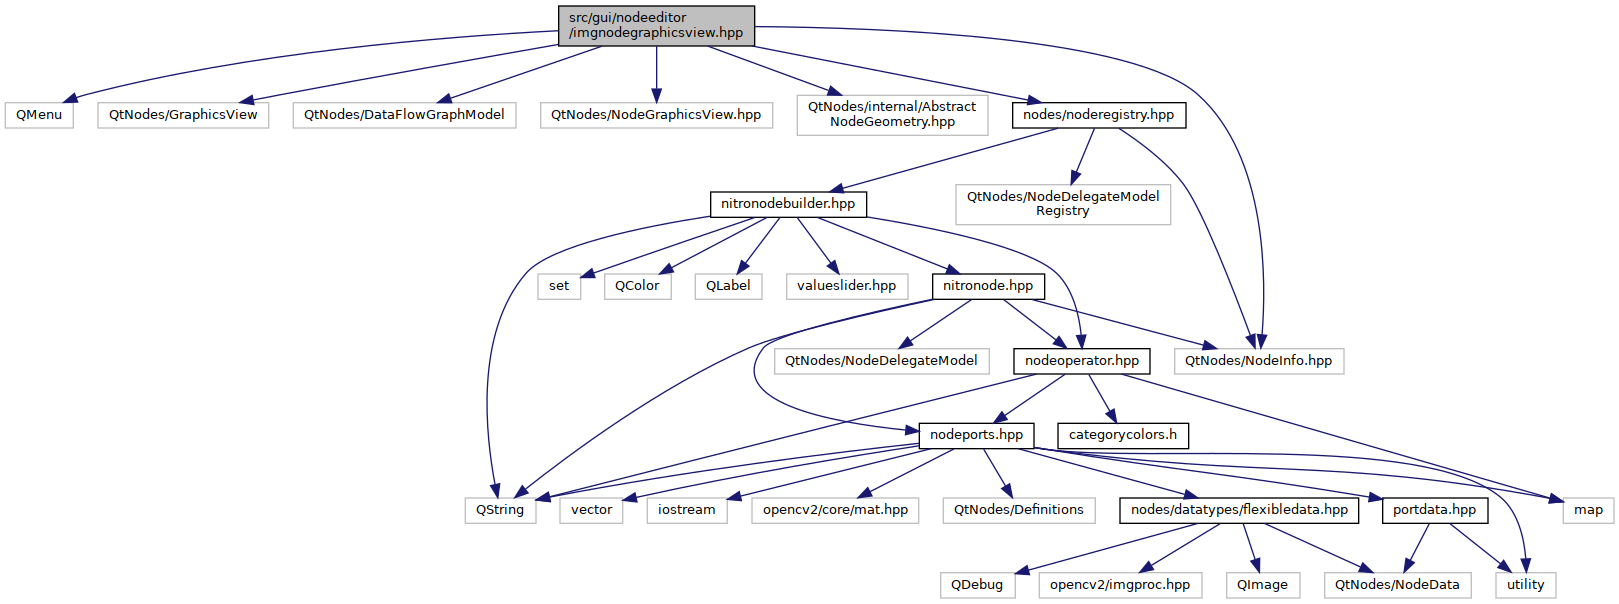 src/gui/nodeeditor
/imgnodegraphicsview.hpp
QMenu
QtNodes/GraphicsView
QtNodes/DataFlowGraphModel
QtNodes/NodeGraphicsView.hpp
QtNodes/internal/Abstract
NodeGeometry.hpp
nodes/noderegistry.hpp
nitronodebuilder.hpp
QtNodes/NodeDelegateModel
Registry
set
QColor
QLabel
valueslider.hpp
nitronode.hpp
QtNodes/NodeDelegateModel
nodeoperator.hpp
QtNodes/NodeInfo.hpp
nodeports.hpp
categorycolors.h
QString
vector
iostream
opencv2/core/mat.hpp
QtNodes/Definitions
nodes/datatypes/flexibledata.hpp
portdata.hpp
map
QDebug
opencv2/imgproc.hpp
QImage
QtNodes/NodeData
utility